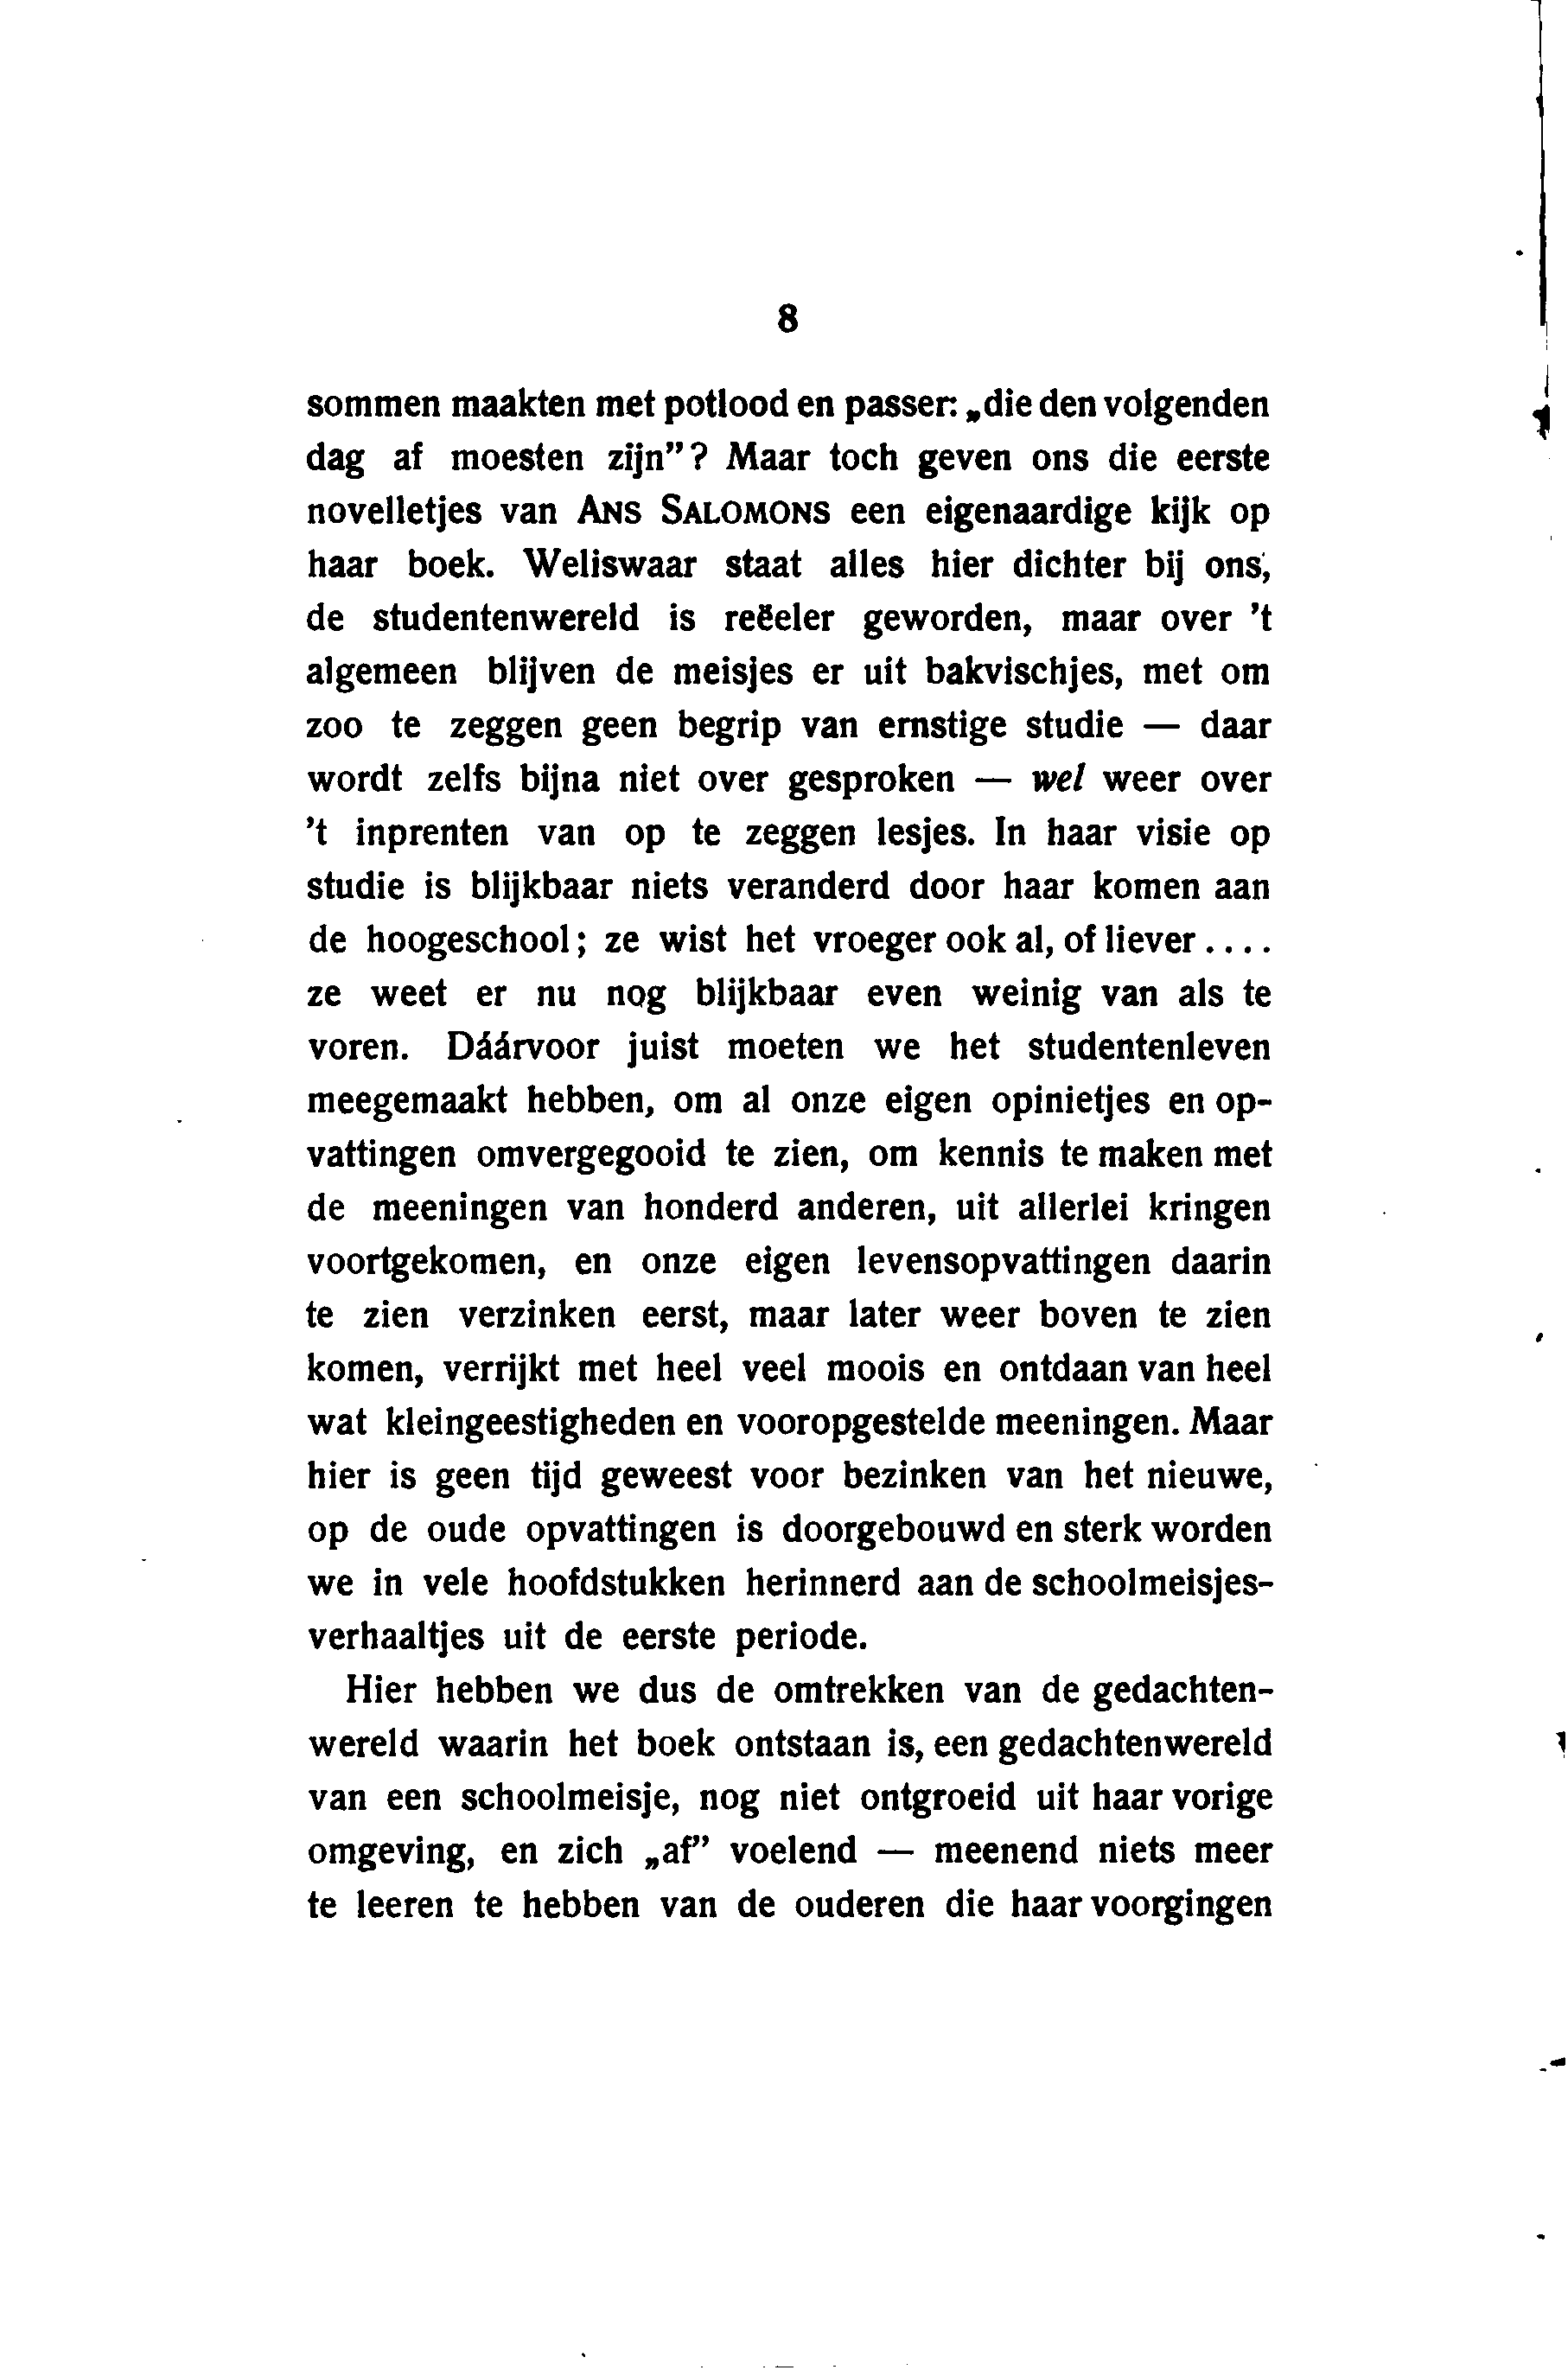 8
sommen maakten met potlood en passer: „die den volgenden
dag af moesten zijn”? Maar toch geven ons die eerste
novelletjes van ANS SALOMONS een eigenaardige kijk op
haar boek. Weliswaar staat alles hier dichter bij ons,
de studentenwereld is reëeler geworden, maar over ’t
algemeen blijven de meisjes er uit bakvischjes, met om
zoo te zeggen geen begrip van ernstige studie — daar
wordt zelfs bijna niet over gesproken — wel weer over
’t inprenten van op te zeggen lesjes. In haar visie op
studie is blijkbaar niets veranderd door haar komen aan
de hoogeschool; ze wist het vroeger ook al, of liever ....
ze weet er nu nog blijkbaar even weinig van als te
voren. Dáárvoor juist moeten we het studentenleven
meegemaakt hebben, om al onze eigen opinietjes en op-
vattingen omvergegooid te zien, om kennis te maken met
de meeningen van honderd anderen, uit allerlei kringen
voortgekomen, en onze eigen levensopvattingen daarin
te zien verzinken eerst, maar later weer boven te zien
komen, verrijkt met heel veel moois en ontdaan van heel
wat kleingeestigheden en vooropgestelde meeningen. Maar
hier is geen tijd geweest voor bezinken van het nieuwe,
op de oude opvattingen is doorgebouwd en sterk worden
we in vele hoofdstukken herinnerd aan de schoolmeisjes-
verhaaltjes uit de eerste periode.
Hier hebben we dus de omtrekken van de gedachten-
wereld waarin het boek ontstaan is, een gedachtenwereld
van een schoolmeisje, nog niet ontgroeid uit haar vorige
omgeving, en zich „af” voelend — meenend niets meer
te leeren te hebben van de ouderen die haar voorgingen